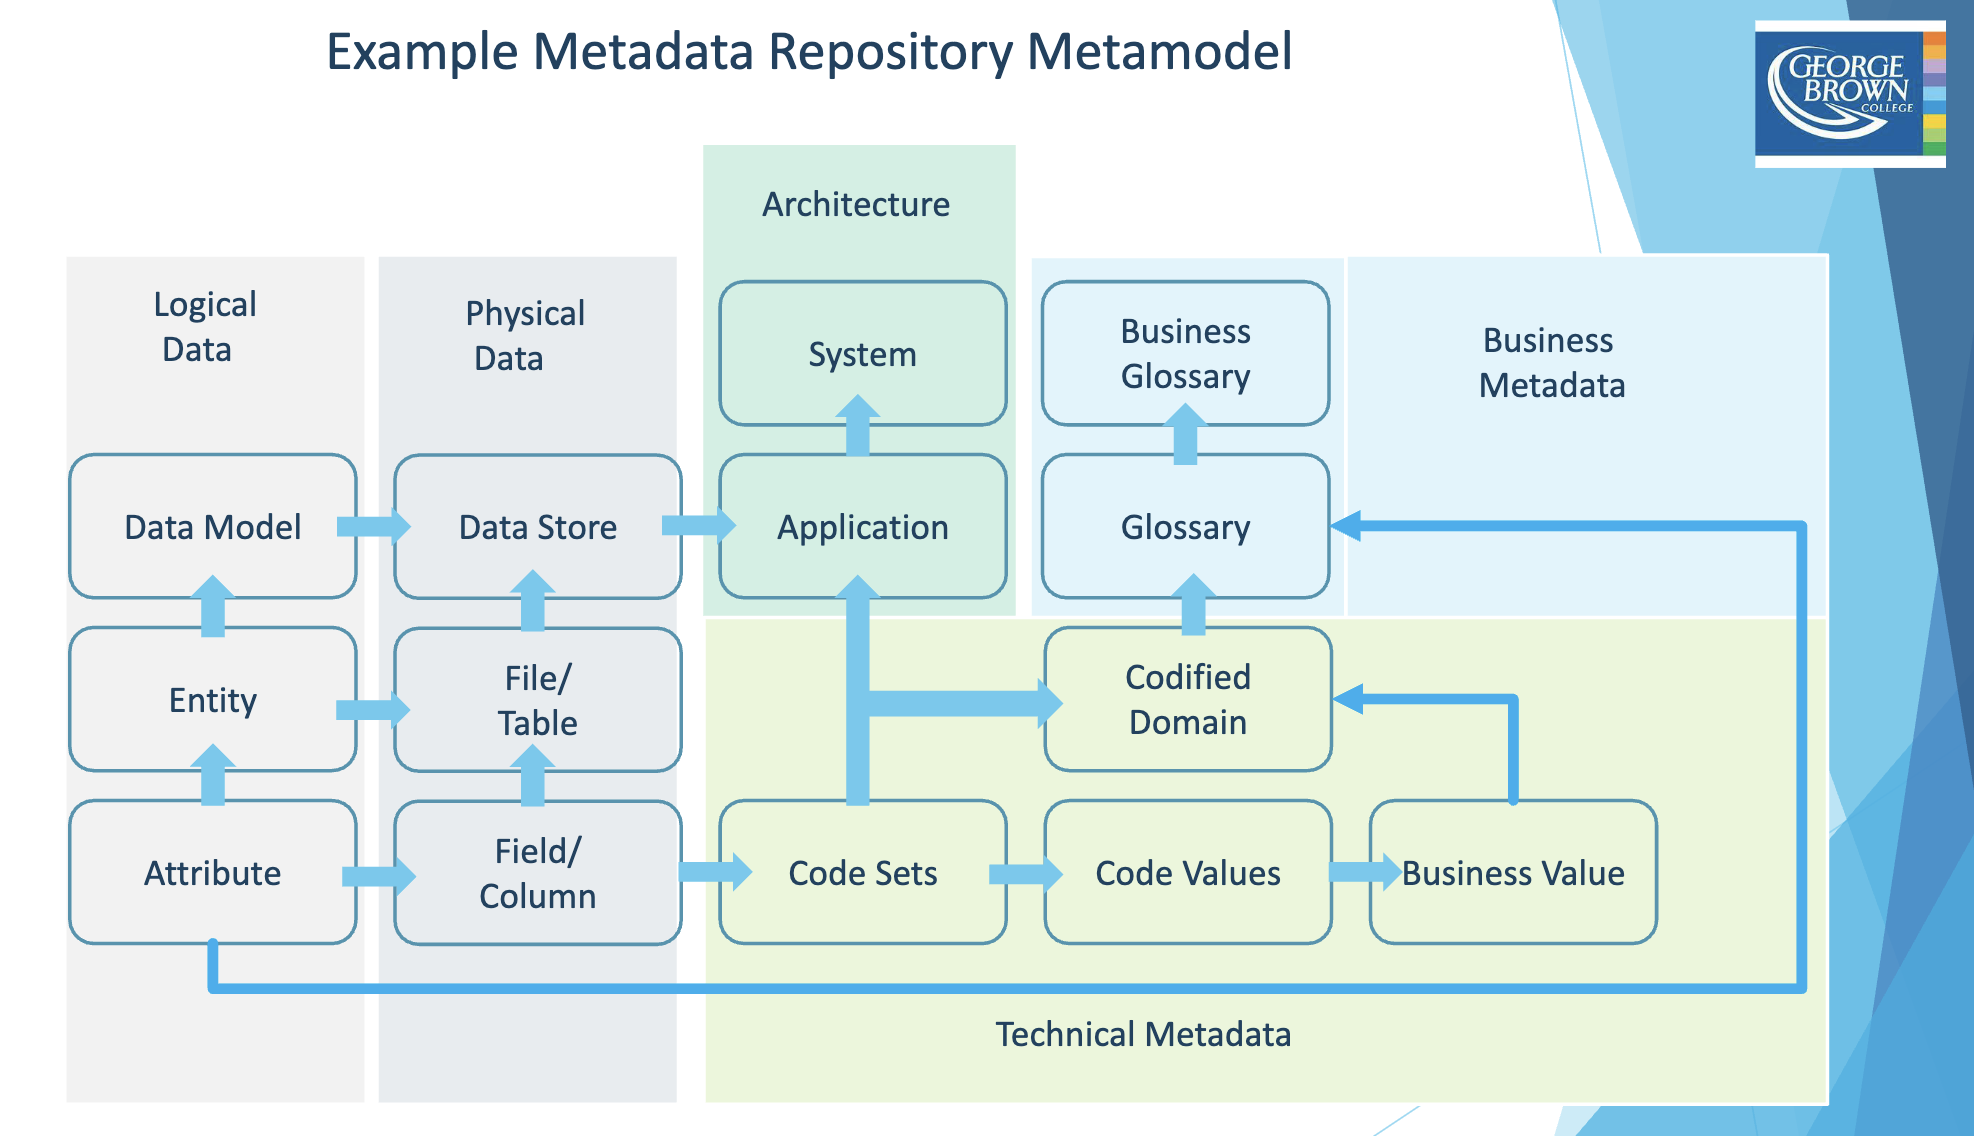 Example Metadata Repository Metamodel
GEORGE
BROWN
COLLEGE
Architecture
Logical
Data
Physical
Data
System
Business
Glossary
Business
Metadata
Data Model
Data Store
Application
Glossary
Entity
File/
Table
Codified
Domain
Attribute
Field/
Column
Code Sets
Code Values
Business Value
Technical Metadata